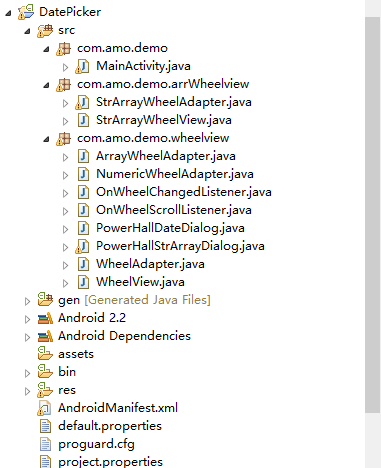 DatePicker
src
com.amo.demo
MainActivity.java
com.amo.demo.arrWheelview
StrArrayWheelAdapter.java
StrArrayWheelView.java
com.amo.demo.wheelview
ArrayWheelAdapter.java
NumericWheelAdapter.java
OnWheelChangedListener.java
OnWheelScrollListener.java
PowerHallDateDialog.java
PowerHallStrArrayDialog.java
WheelAdapter.java
WheelView.java
gen [Generated Java Files]
Android 2.2
Android Dependencies
assets
bin
res
AndroidManifest.xml
default.properties
proguard.cfg
project.properties